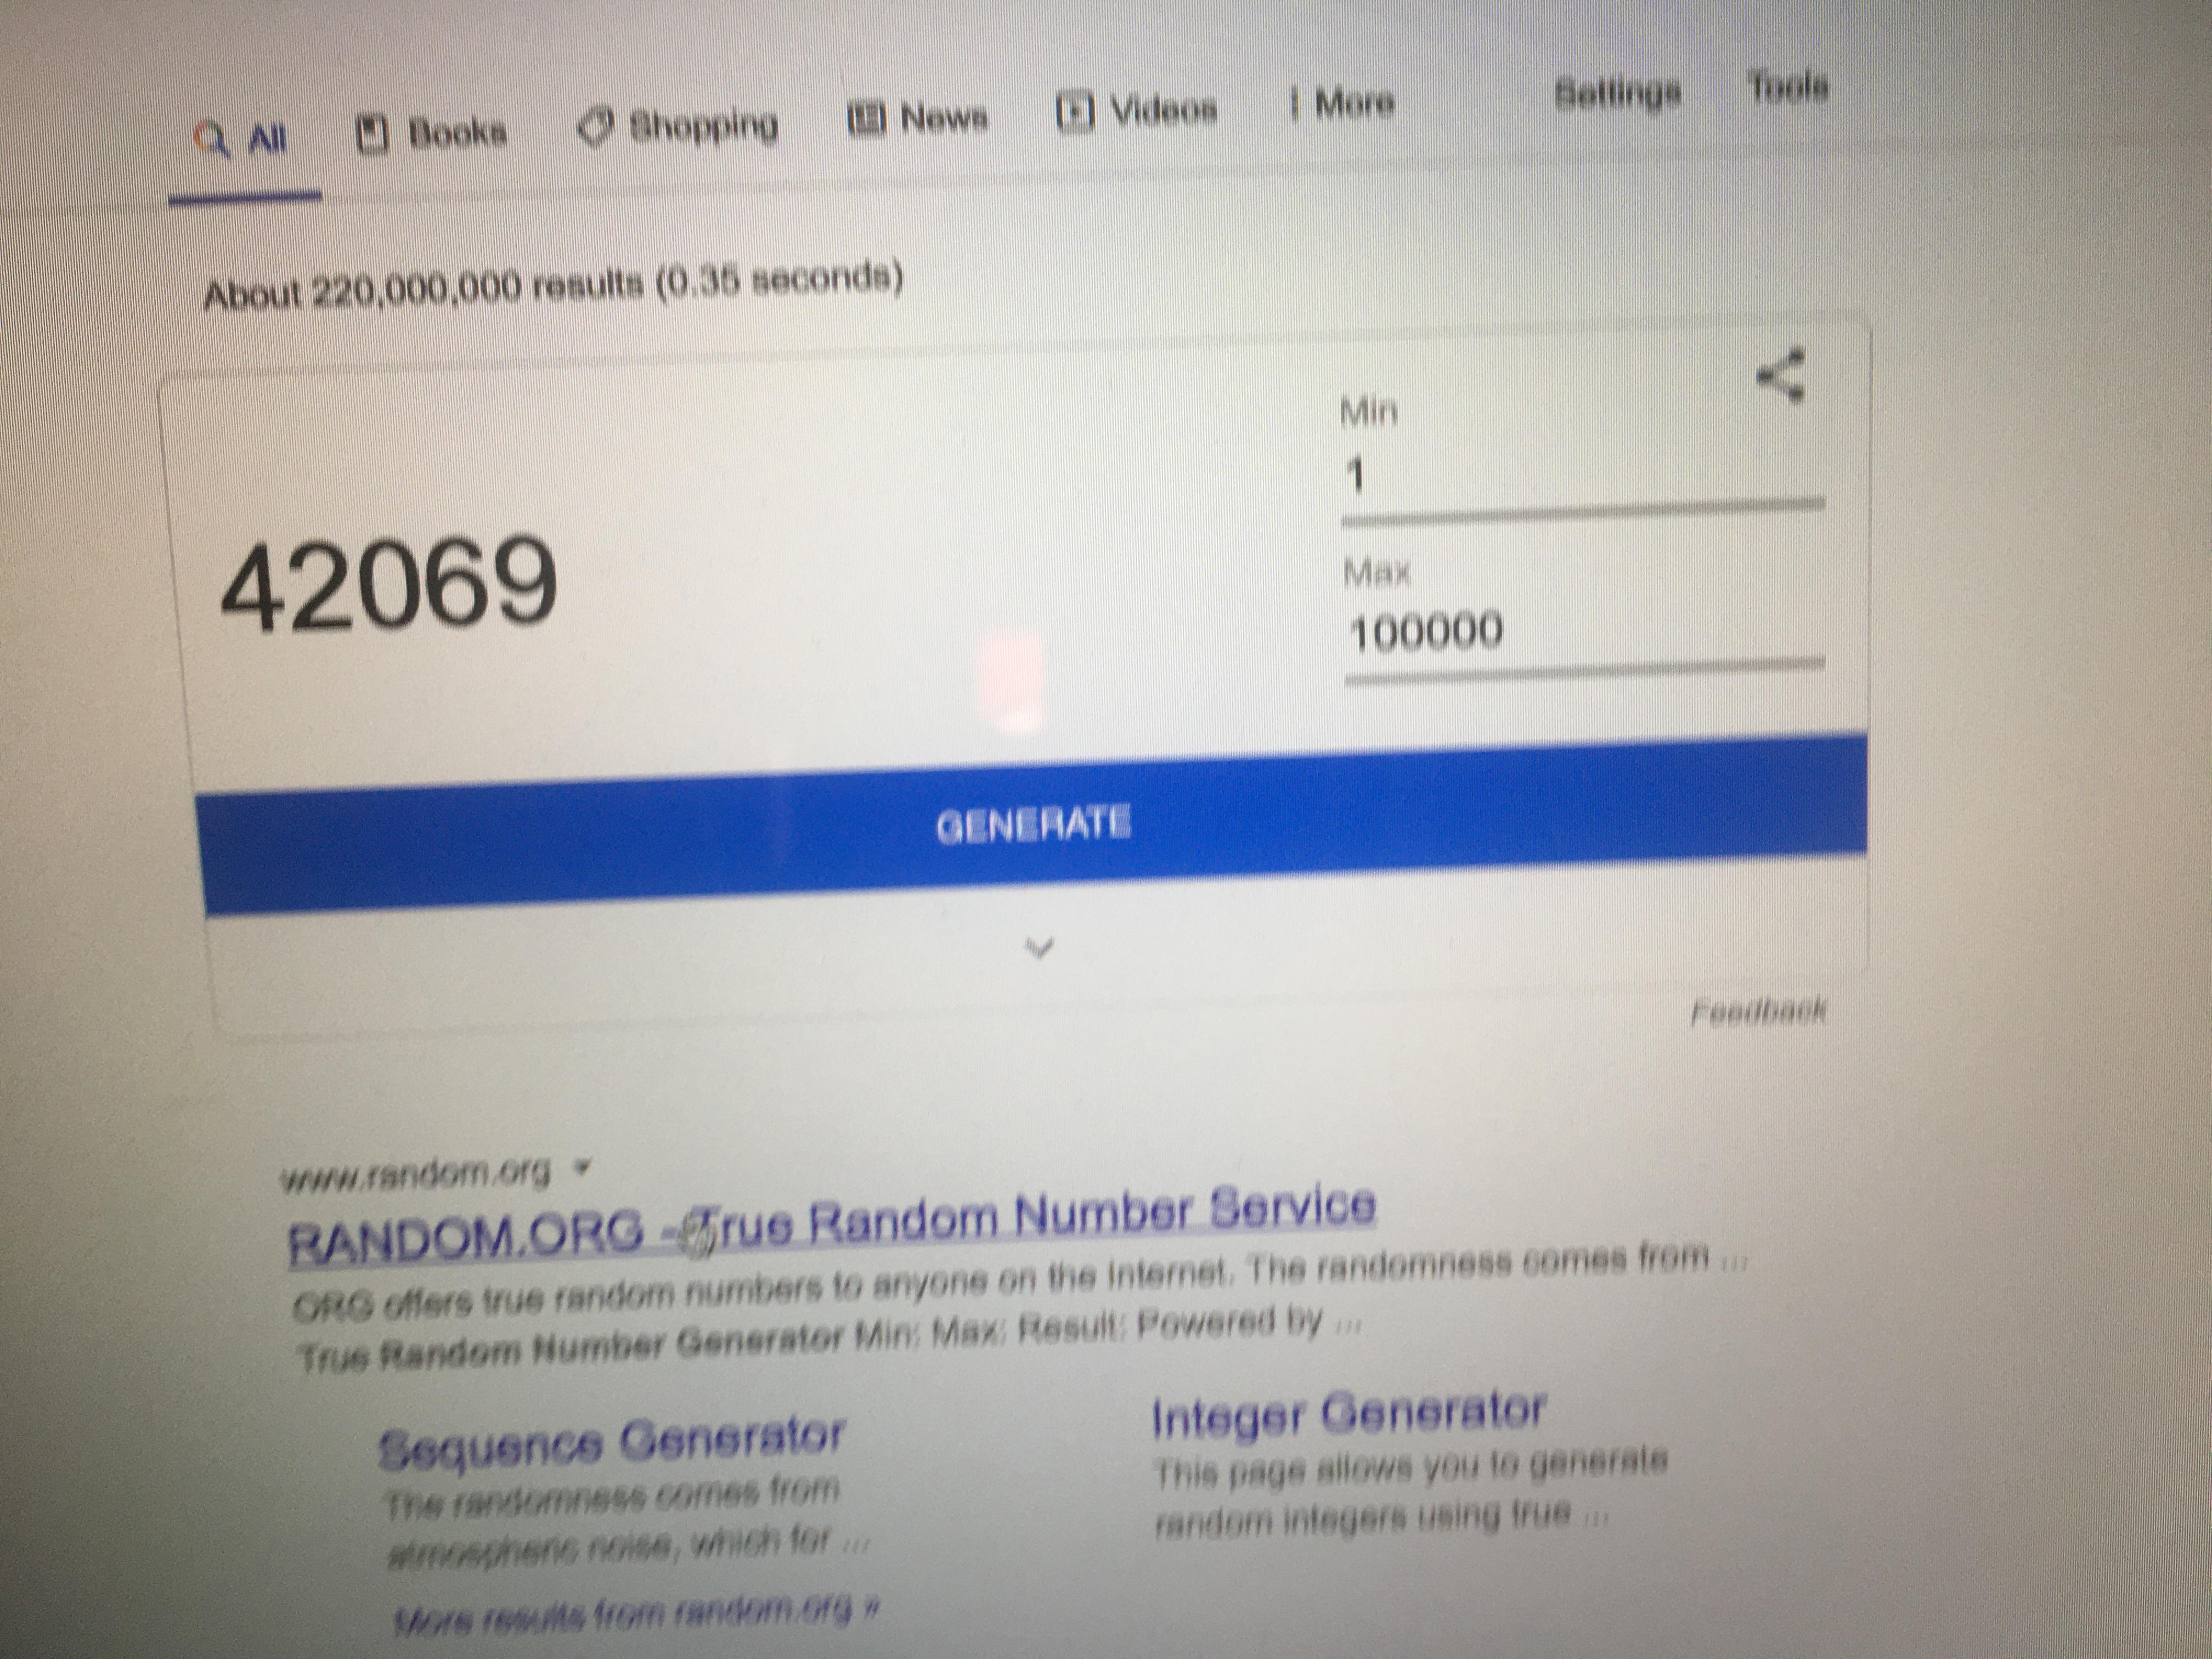 All Books Shopping News Videos More Settings Tools
About 220,000,000 results (0.35 seconds)
Min
1
42069
Max
100000
GENERATE
Feedback
www.random.org
RANDOM.ORG - True Random Number Service
ORG offers true random numbers to anyone on the Internet. The randomness comes from ...
True Random Number Generator Min: Max: Result: Powered by ...
Sequence Generator
The randomness comes from
atmospheric noise, which for ...
Integer Generator
This page allows you to generate
random integers using true ...
More results from random.org »